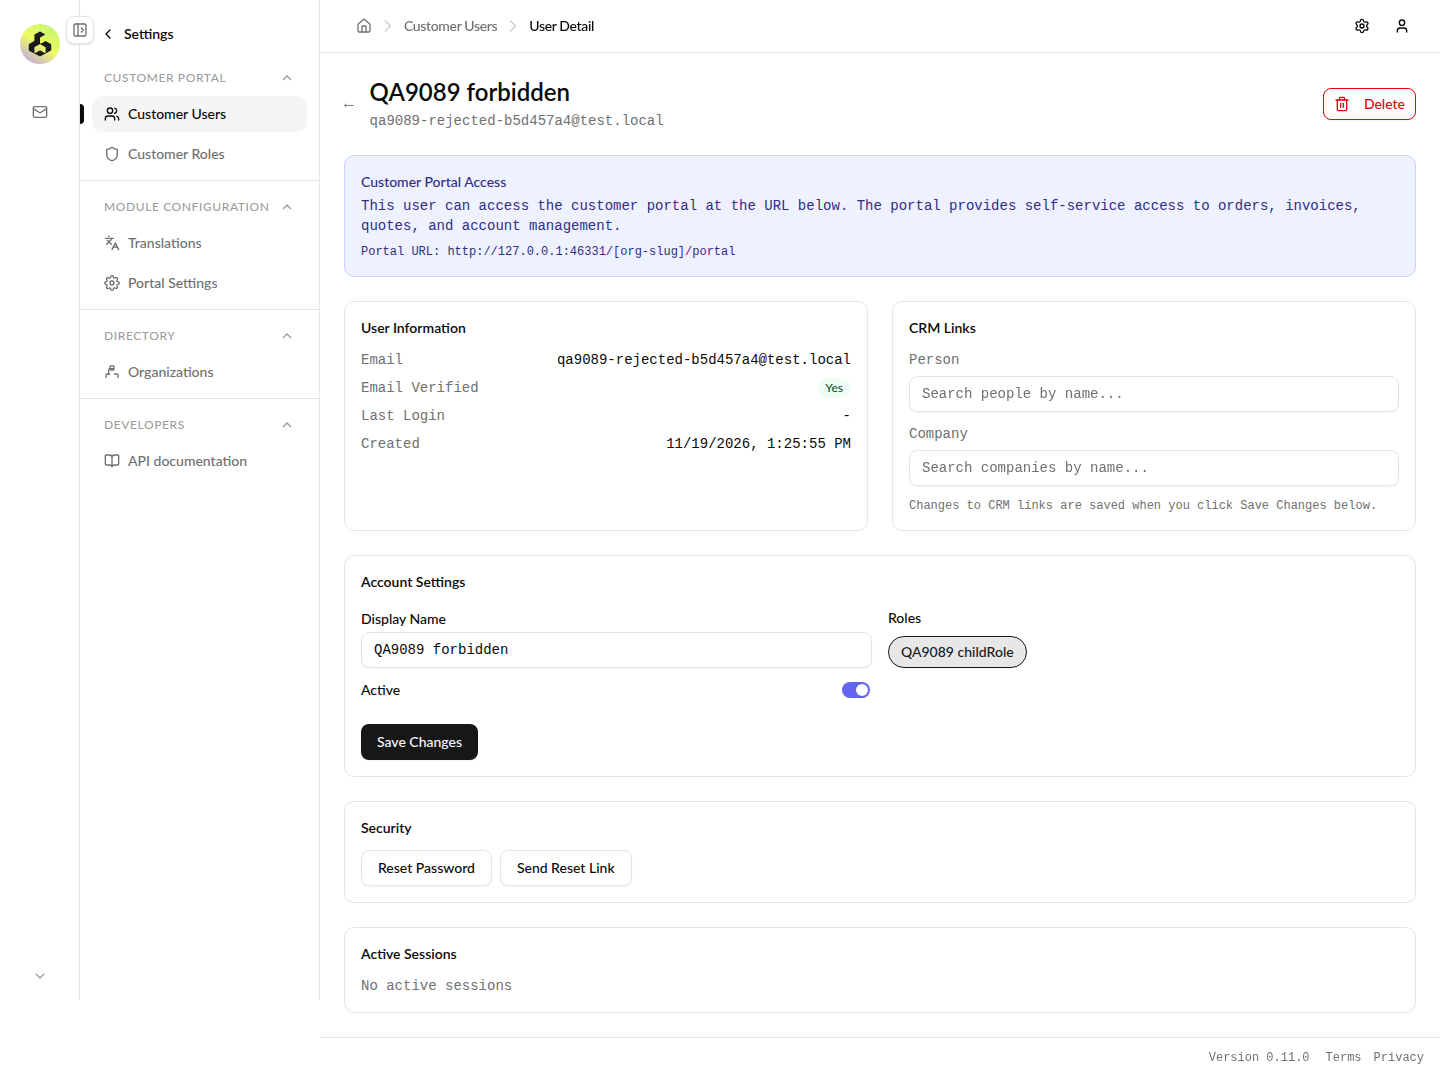 Settings
CUSTOMER PORTAL
Customer Users
Customer Roles
MODULE CONFIGURATION
Translations
Portal Settings
DIRECTORY
Organizations
DEVELOPERS
API documentation
Customer Users
User Detail
QA9089 forbidden
qa9089-rejected-b5d457a4@test.local
Delete
Customer Portal Access
This user can access the customer portal at the URL below. The portal provides self-service access to orders, invoices,
quotes, and account management.
Portal URL: http://127.0.0.1:46331/[org-slug]/portal
User Information
Email qa9089-rejected-b5d457a4@test.local
Email Verified Yes
Last Login -
Created 11/19/2026, 1:25:55 PM
CRM Links
Person
Search people by name...
Company
Search companies by name...
Changes to CRM links are saved when you click Save Changes below.
Account Settings
Display Name
QA9089 forbidden
Active
Roles
QA9089 childRole
Save Changes
Security
Reset Password
Send Reset Link
Active Sessions
No active sessions
Version 0.11.0 Terms Privacy